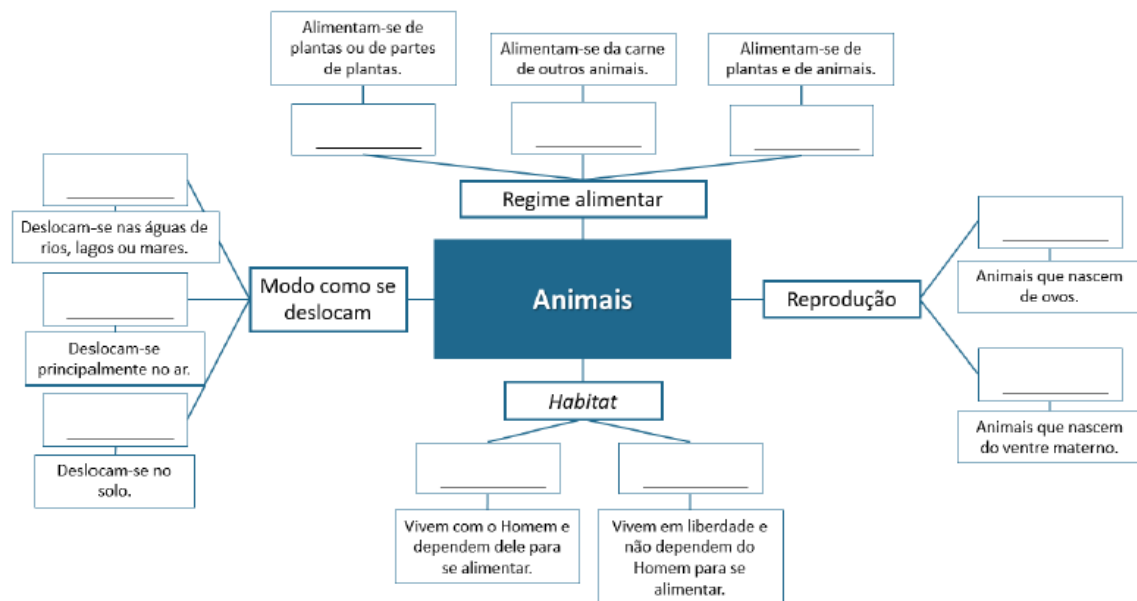 Alimentam-se de
plantas ou de partes
de plantas.
Alimentam-se da carne
de outros animais.
Alimentam-se de
plantas e de animais.
Regime alimentar
Deslocam-se nas águas de
rios, lagos ou mares.
Deslocam-se
principalmente no ar.
Deslocam-se no
solo.
Modo como se
deslocam
Animais
Reprodução
Animais que nascem
de ovos.
Animais que nascem
do ventre materno.
Habitat
Vivem com o Homem e
dependem dele para
se alimentar.
Vivem em liberdade e
não dependem do
Homem para se
alimentar.